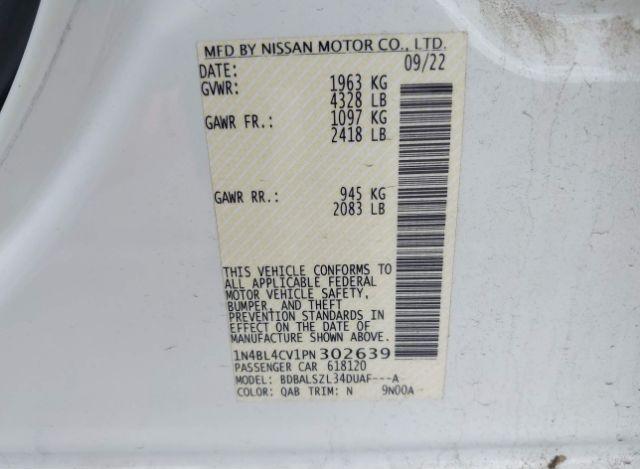 MFD BY NISSAN MOTOR CO., LTD.
DATE: 09/22
GVWR: 1963 KG
4328 LB
GAWR FR.: 1097 KG
2418 LB
GAWR RR.: 945 KG
2083 LB
THIS VEHICLE CONFORMS TO
ALL APPLICABLE FEDERAL
MOTOR VEHICLE SAFETY,
BUMPER, AND THEFT
PREVENTION STANDARDS IN
EFFECT ON THE DATE OF
MANUFACTURE SHOWN ABOVE.
1N4BL4CV1PN302639
PASSENGER CAR 618120
MODEL: BDBALSZL34DUAF---A
COLOR: QAB TRIM: N 9N00A